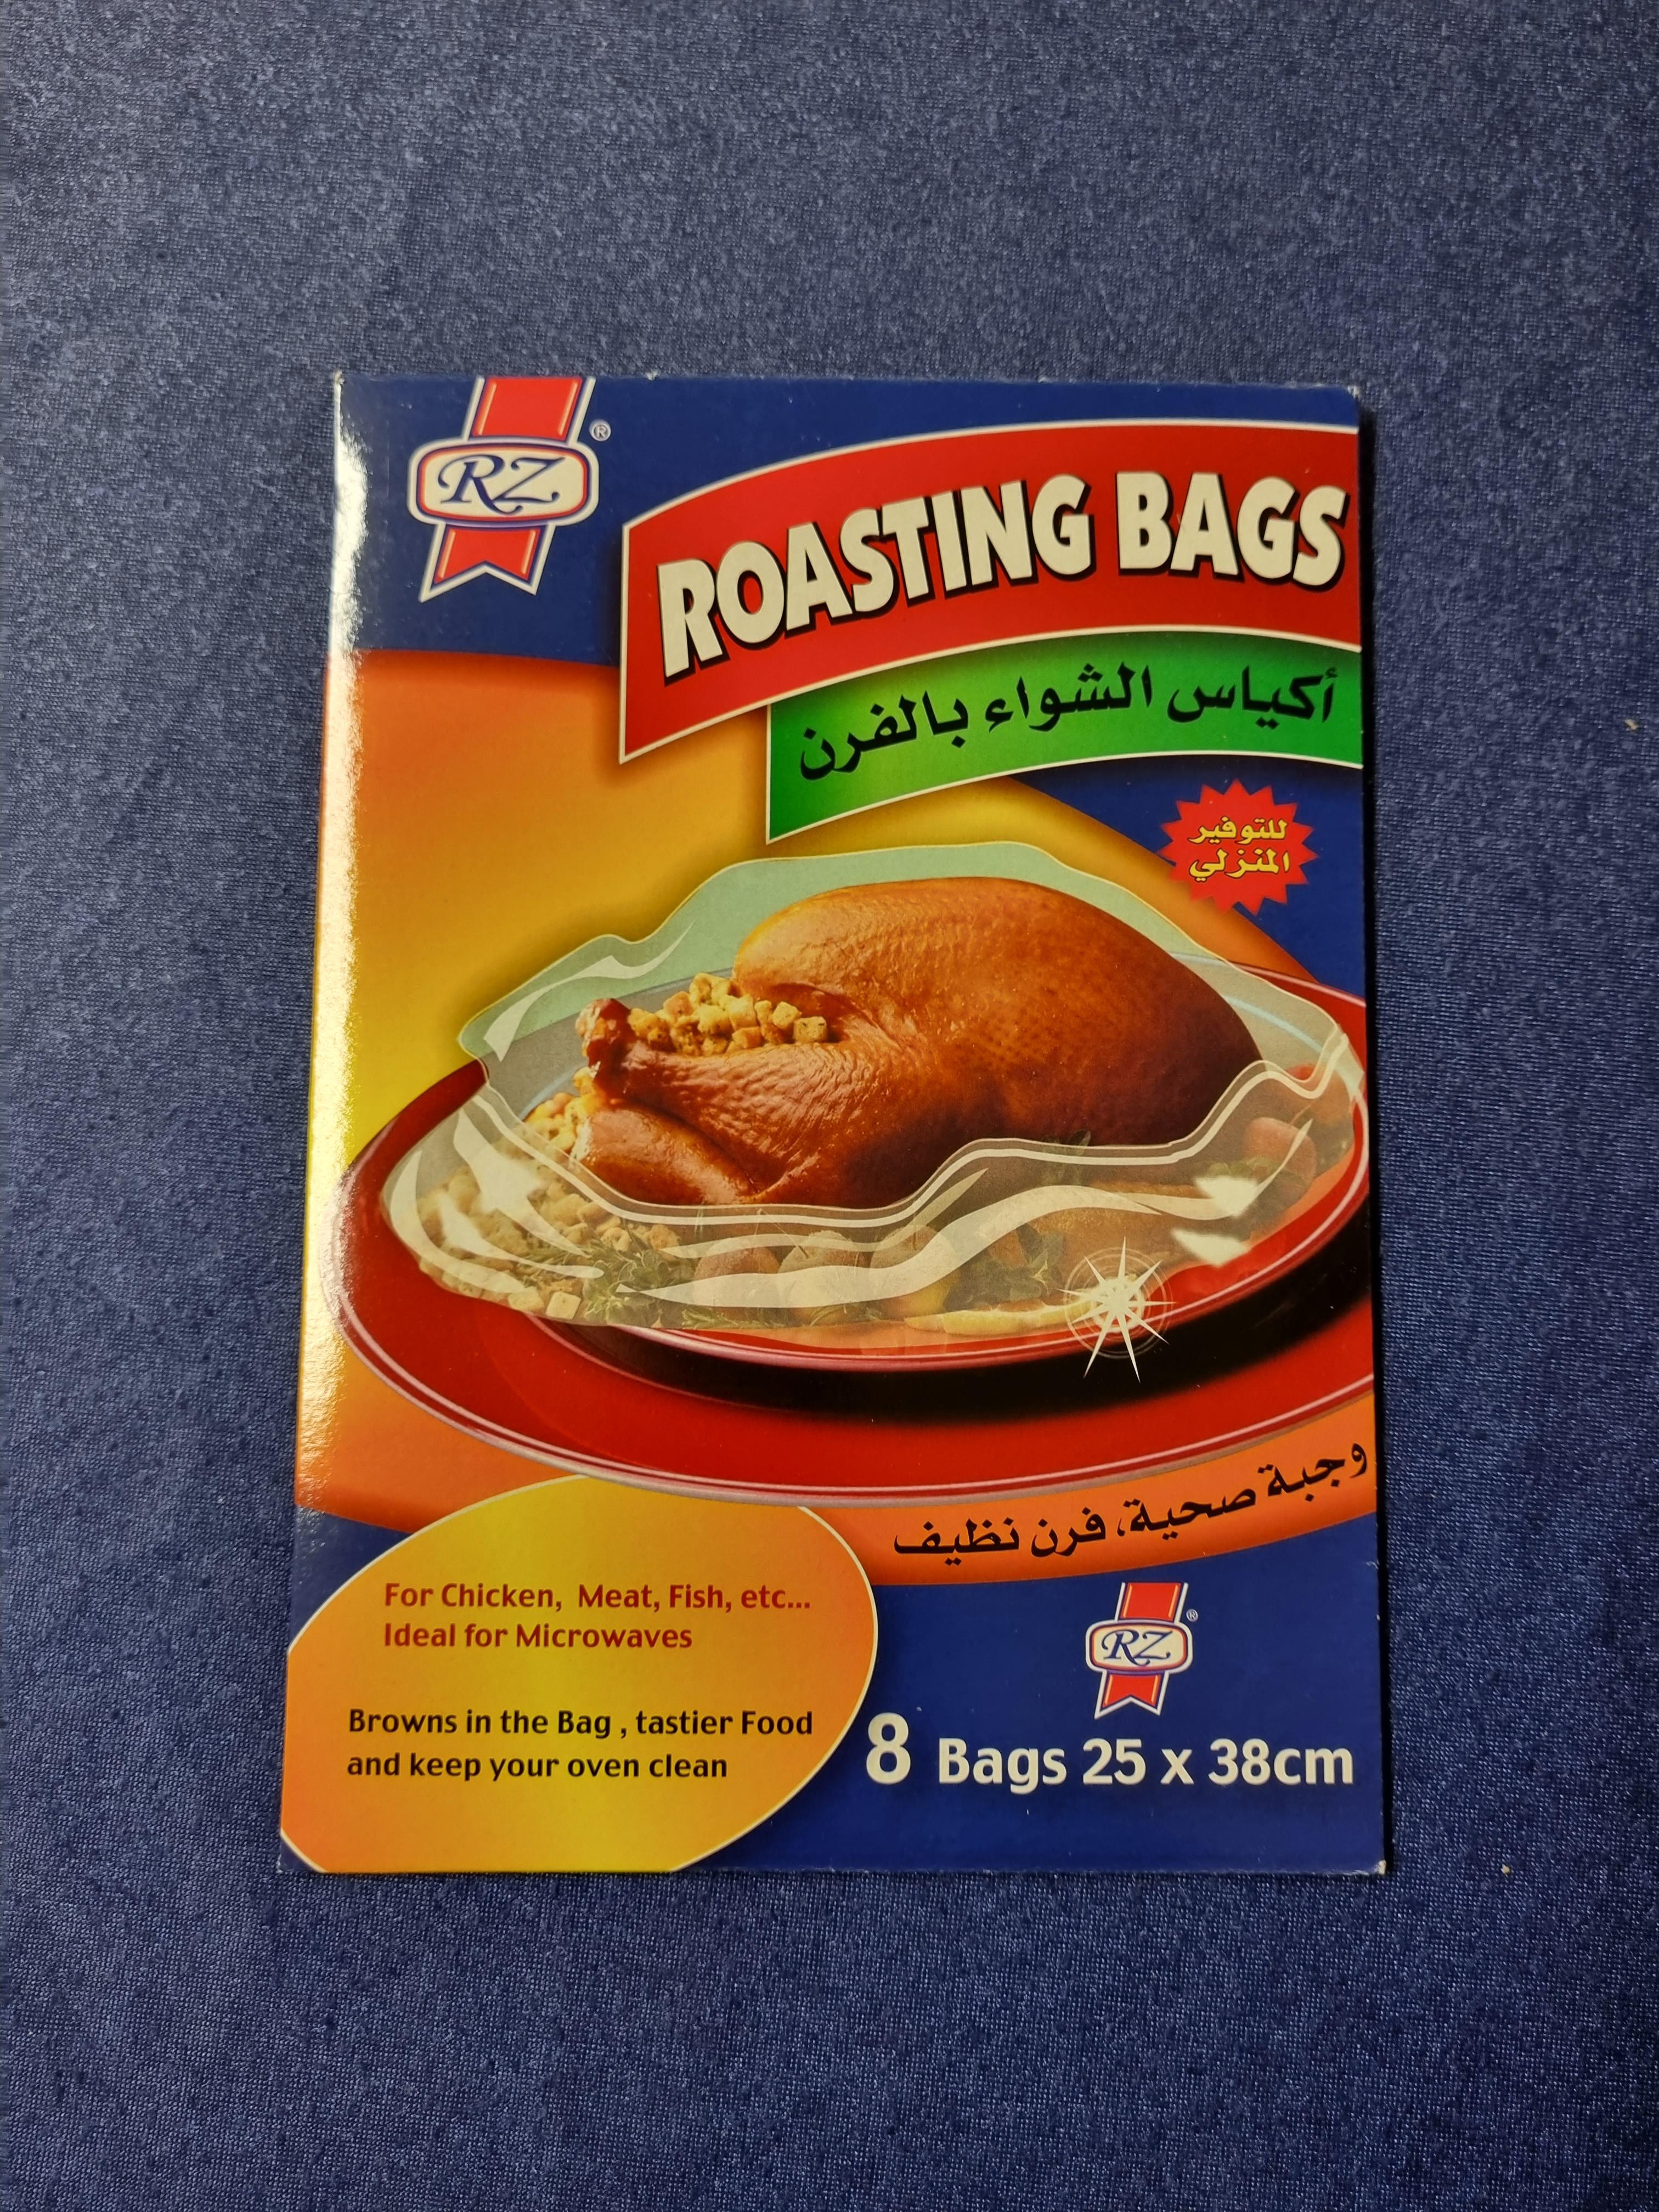 RZ®
ROASTING BAGS
أكياس الشواء بالفرن
للتوفير
المنزلي
وجبة صحية، فرن نظيف
For Chicken, Meat, Fish, etc...
Ideal for Microwaves
Browns in the Bag , tastier Food
and keep your oven clean
RZ®
8 Bags 25 x 38cm